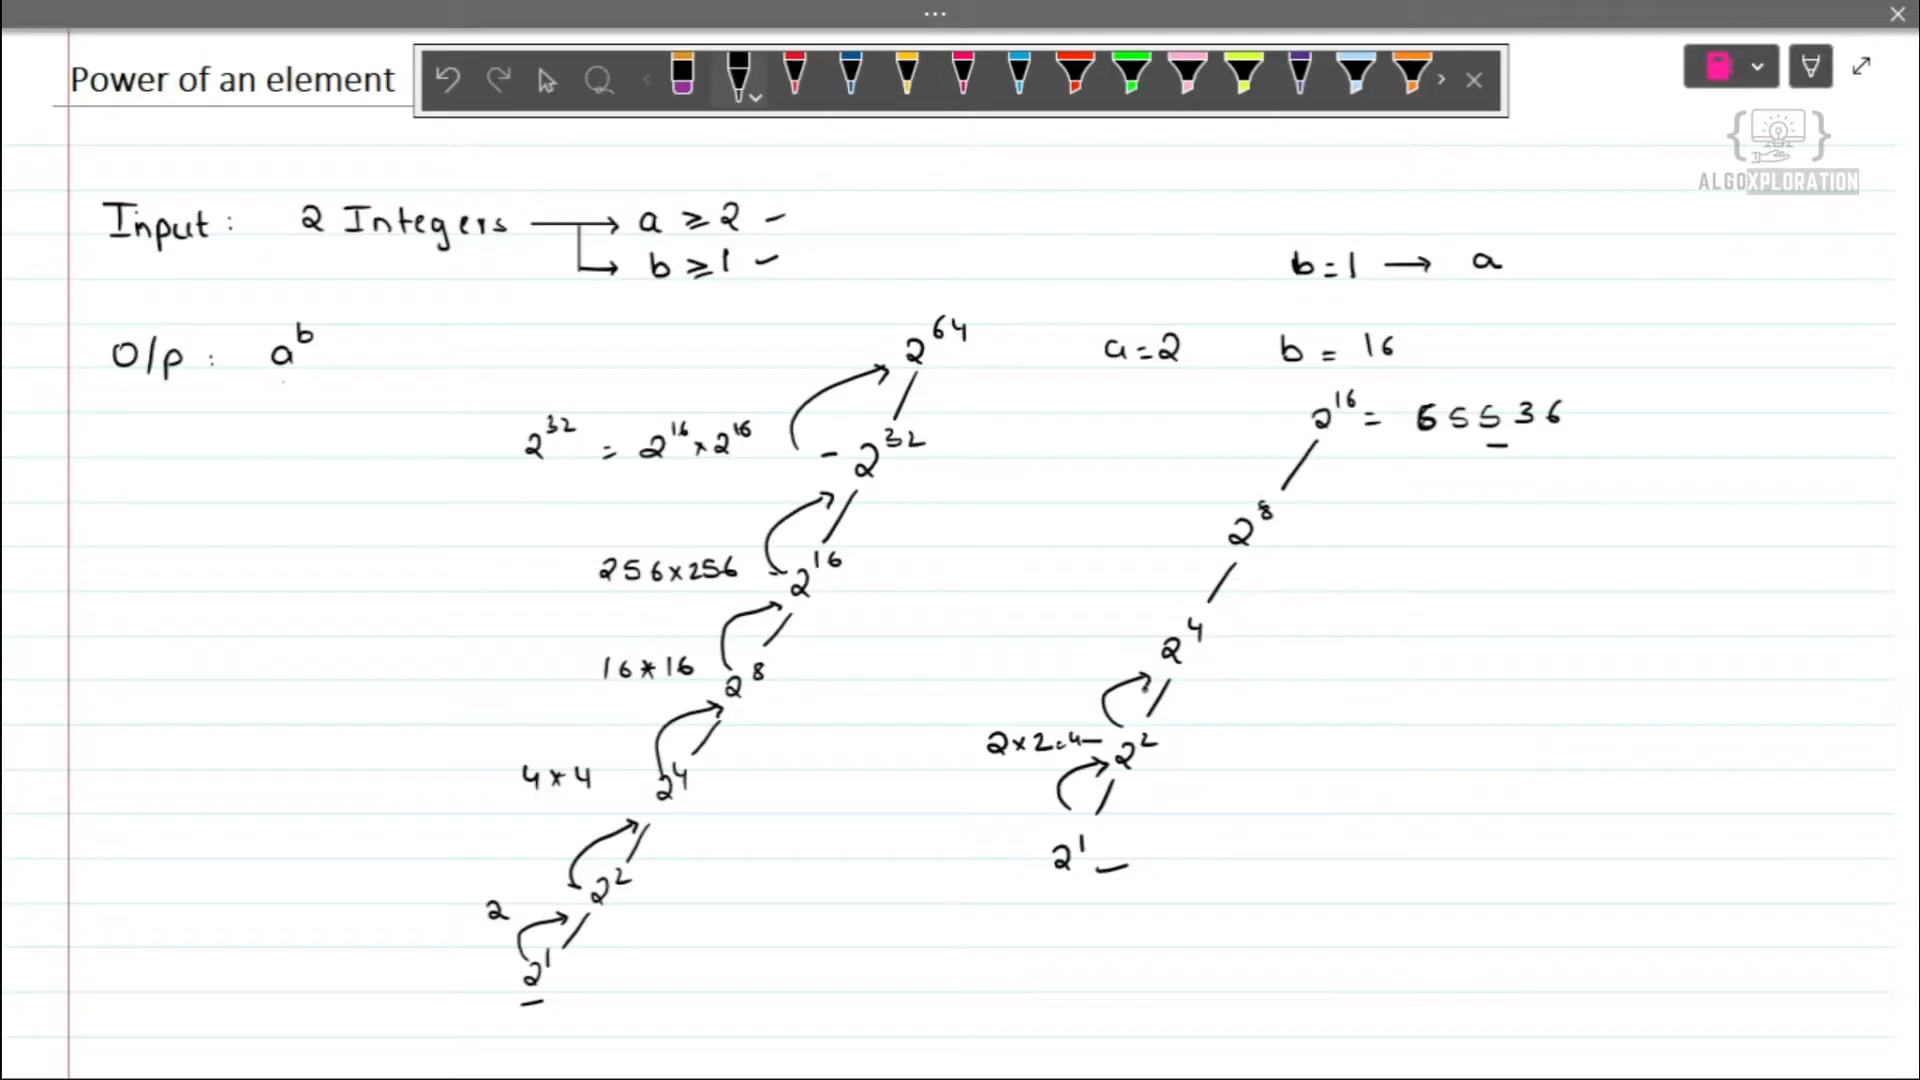 Power of an element
ALGOXPLORATION
Input : 2 Integers → a ≥ 2 -
→ b ≥ 1 -
b = 1 → a
O/p : a^b
2^64
a = 2 b = 16
2^16 = 65536
2^32 = 2^16 × 2^16 - 2^32
2^8
256×256 - 2^16
2^4
16 * 16 2^8
2×2=4 - 2^2
4 * 4 2^4
2^1 -
2^2
2
2^1